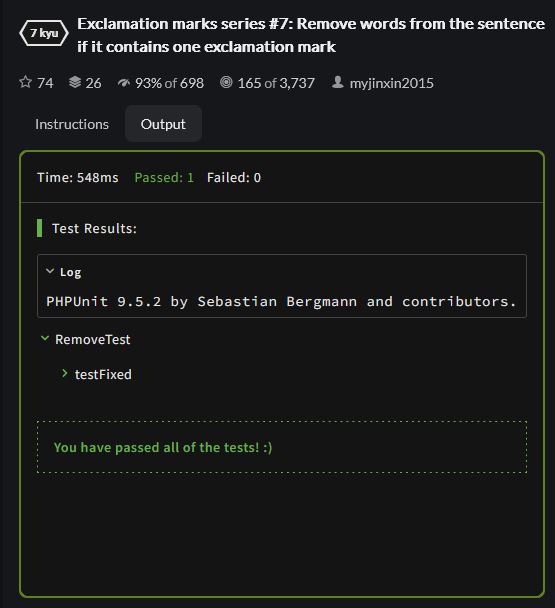 7 kyu
Exclamation marks series #7: Remove words from the sentence
if it contains one exclamation mark
74 26 93% of 698 165 of 3,737 myjinxin2015
Instructions Output
Time: 548ms Passed: 1 Failed: 0
Test Results:
Log
PHPUnit 9.5.2 by Sebastian Bergmann and contributors.
RemoveTest
testFixed
You have passed all of the tests! :)